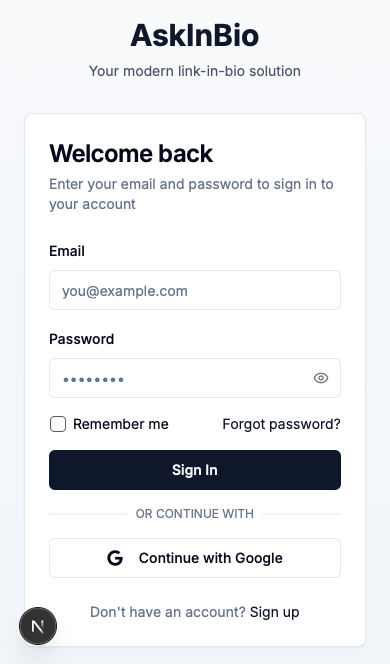 AskInBio
Your modern link-in-bio solution
Welcome back
Enter your email and password to sign in to
your account
Email
you@example.com
Password
••••••••
Remember me
Forgot password?
Sign In
OR CONTINUE WITH
G Continue with Google
Don't have an account? Sign up
N